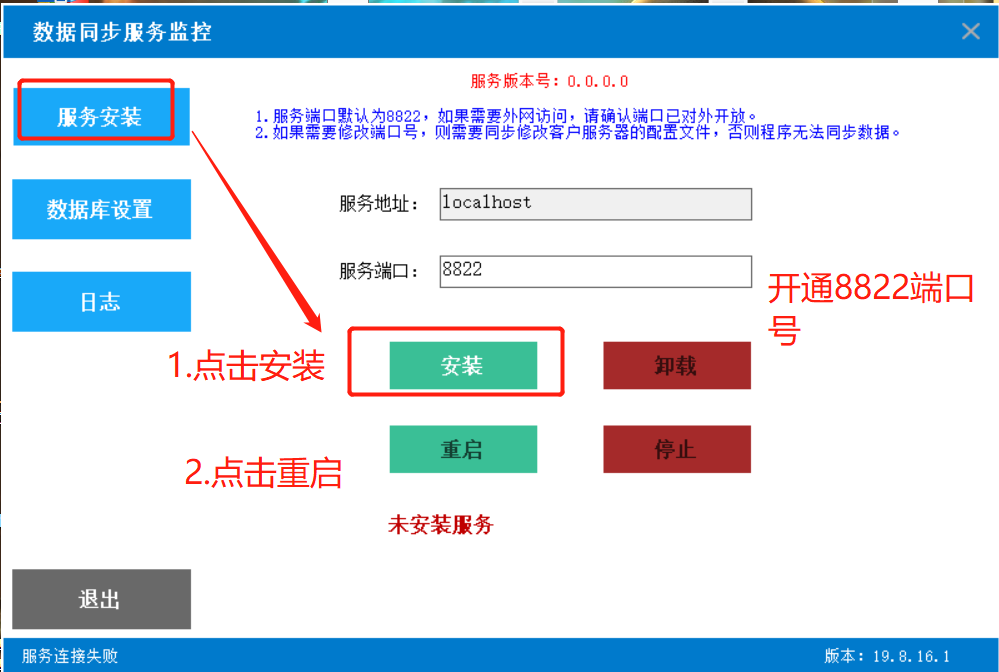 数据同步服务监控
服务版本号：0.0.0.0
服务安装
1.服务端口默认为8822，如果需要外网访问，请确认端口已对外开放。
2.如果需要修改端口号，则需要同步修改客户服务器的配置文件，否则程序无法同步数据。
数据库设置
服务地址：
localhost
服务端口：
8822
开通8822端口
号
日志
1.点击安装
安装
卸载
2.点击重启
重启
停止
未安装服务
退出
服务连接失败
版本：19.8.16.1